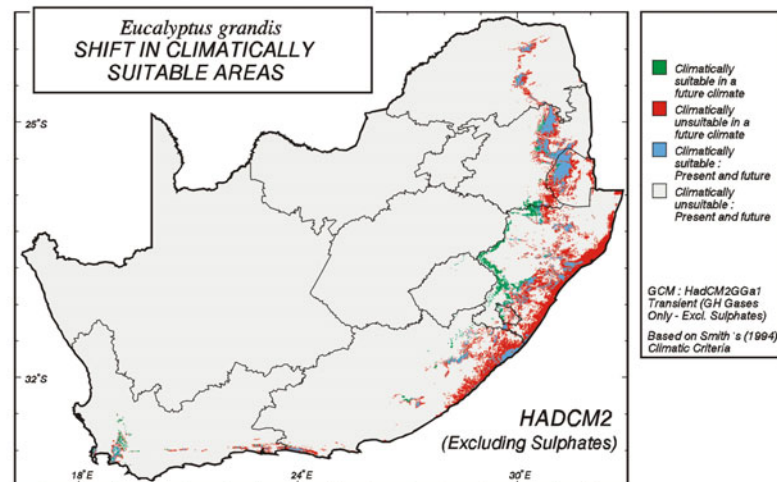 Eucalyptus grandis
SHIFT IN CLIMATICALLY
SUITABLE AREAS
25°S
32°S
18°E
24°E
30°E
HADCM2
(Excluding Sulphates)
Climatically
suitable in a
future climate
Climatically
unsuitable in a
future climate
Climatically
suitable :
Present and future
Climatically
unsuitable :
Present and future
GCM : HadCM2GGa1
Transient (GH Gases
Only - Excl. Sulphates)
Based on Smith`s (1994)
Climatic Criteria